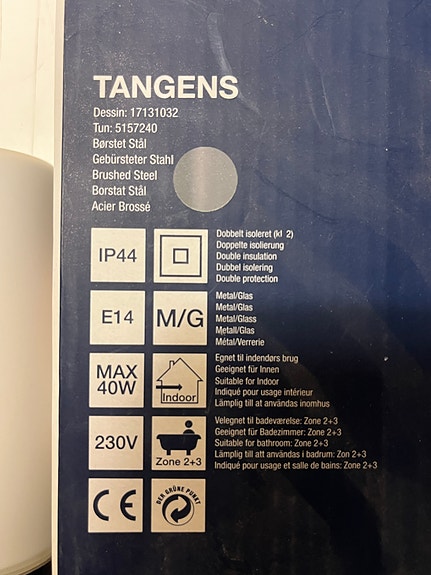 TANGENS
Dessin: 17131032
Tun: 5157240
Børstet Stål
Gebürsteter Stahl
Brushed Steel
Borstat Stål
Acier Brossé
IP44
Dobbelt isoleret (kl 2)
Doppelte isolierung
Double insulation
Dubbel isolering
Double protection
E14
M/G
Metal/Glas
Metal/Glas
Metal/Glass
Metall/Glas
Métal/Verrerie
MAX
40W
Indoor
Egnet til indendørs brug
Geeignet für Innen
Suitable for Indoor
Indiqué pour usage intérieur
Lämplig till at användas inomhus
230V
Zone 2+3
Velegnet til badeværelse: Zone 2+3
Geeignet für Badezimmer: Zone 2+3
Suitable for bathroom: Zone 2+3
Lämplig till att användas i badrum: Zon 2+3
Indiqué pour usage et salle de bains: Zon 2+3
CE
DER GRÜNE PUNKT